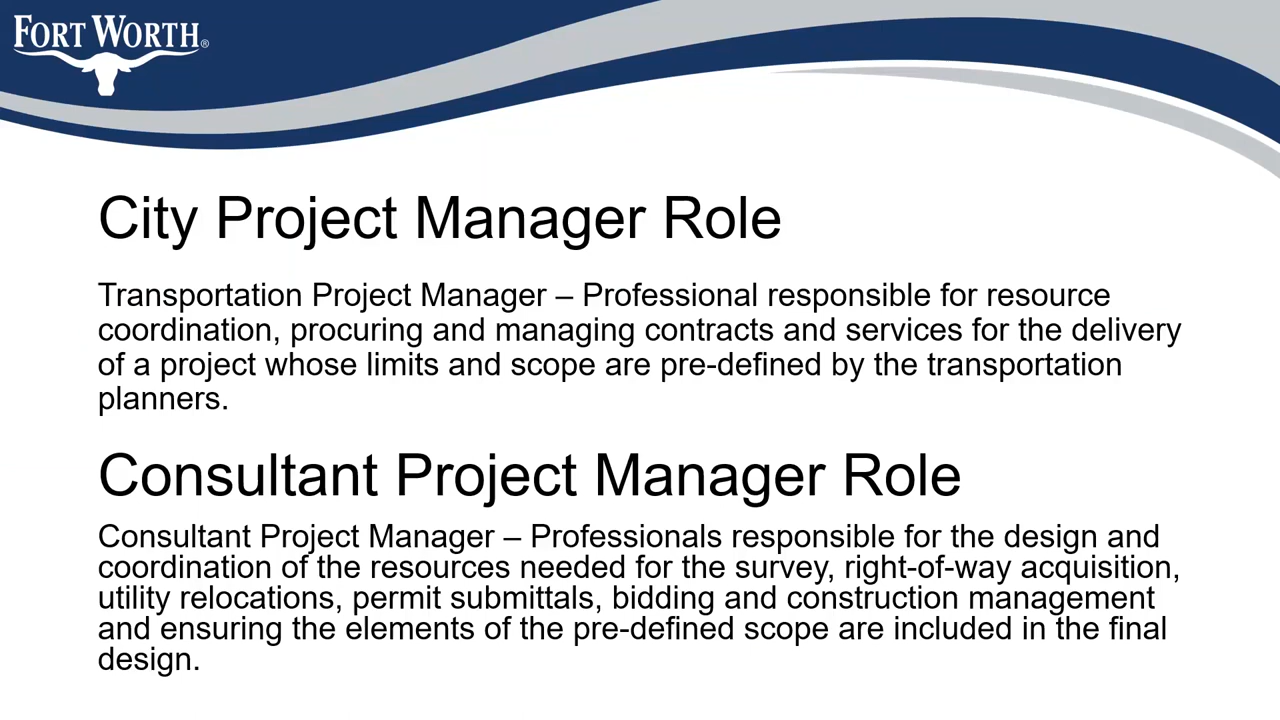 FORT WORTH®
City Project Manager Role
Transportation Project Manager – Professional responsible for resource
coordination, procuring and managing contracts and services for the delivery
of a project whose limits and scope are pre-defined by the transportation
planners.
Consultant Project Manager Role
Consultant Project Manager – Professionals responsible for the design and
coordination of the resources needed for the survey, right-of-way acquisition,
utility relocations, permit submittals, bidding and construction management
and ensuring the elements of the pre-defined scope are included in the final
design.